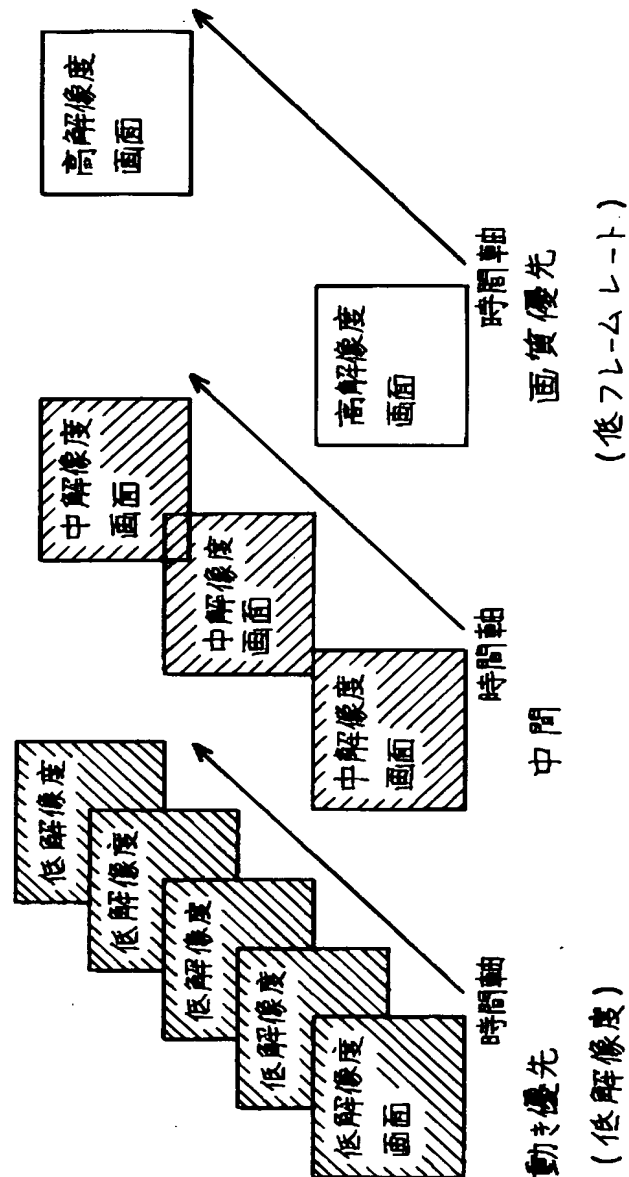 低解像度
低解像度
低解像度
低解像度
低解像度
画面
時間軸
動き優先
(低解像度)
中解像度
画面
中解像度
画面
中解像度
画面
時間軸
中間
高解像度
画面
高解像度
画面
時間軸
画質優先
(低フレームレート)